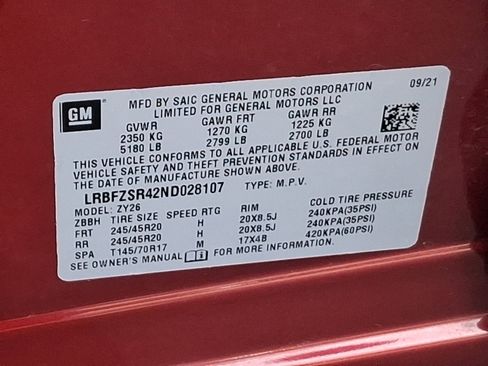 GM
MFD BY SAIC GENERAL MOTORS CORPORATION 09/21
LIMITED FOR GENERAL MOTORS LLC
GVWR GAWR FRT GAWR RR
2350 KG 1270 KG 1225 KG
5180 LB 2799 LB 2700 LB
THIS VEHICLE CONFORMS TO ALL APPLICABLE U.S. FEDERAL MOTOR
VEHICLE SAFETY AND THEFT PREVENTION STANDARDS IN EFFECT ON
THE DATE OF MANUFACTURE SHOWN ABOVE.
LRBFZSR42ND028107 TYPE: M.P.V.
MODEL: ZY26 COLD TIRE PRESSURE
ZBBH TIRE SIZE SPEED RTG RIM 240KPA(35PSI)
FRT 245/45R20 H 20X8.5J 240KPA(35PSI)
RR 245/45R20 H 20X8.5J 420KPA(60PSI)
SPA T145/70R17 M 17X4B
SEE OWNER'S MANUAL FOR ADDITIONAL INFORMATION.